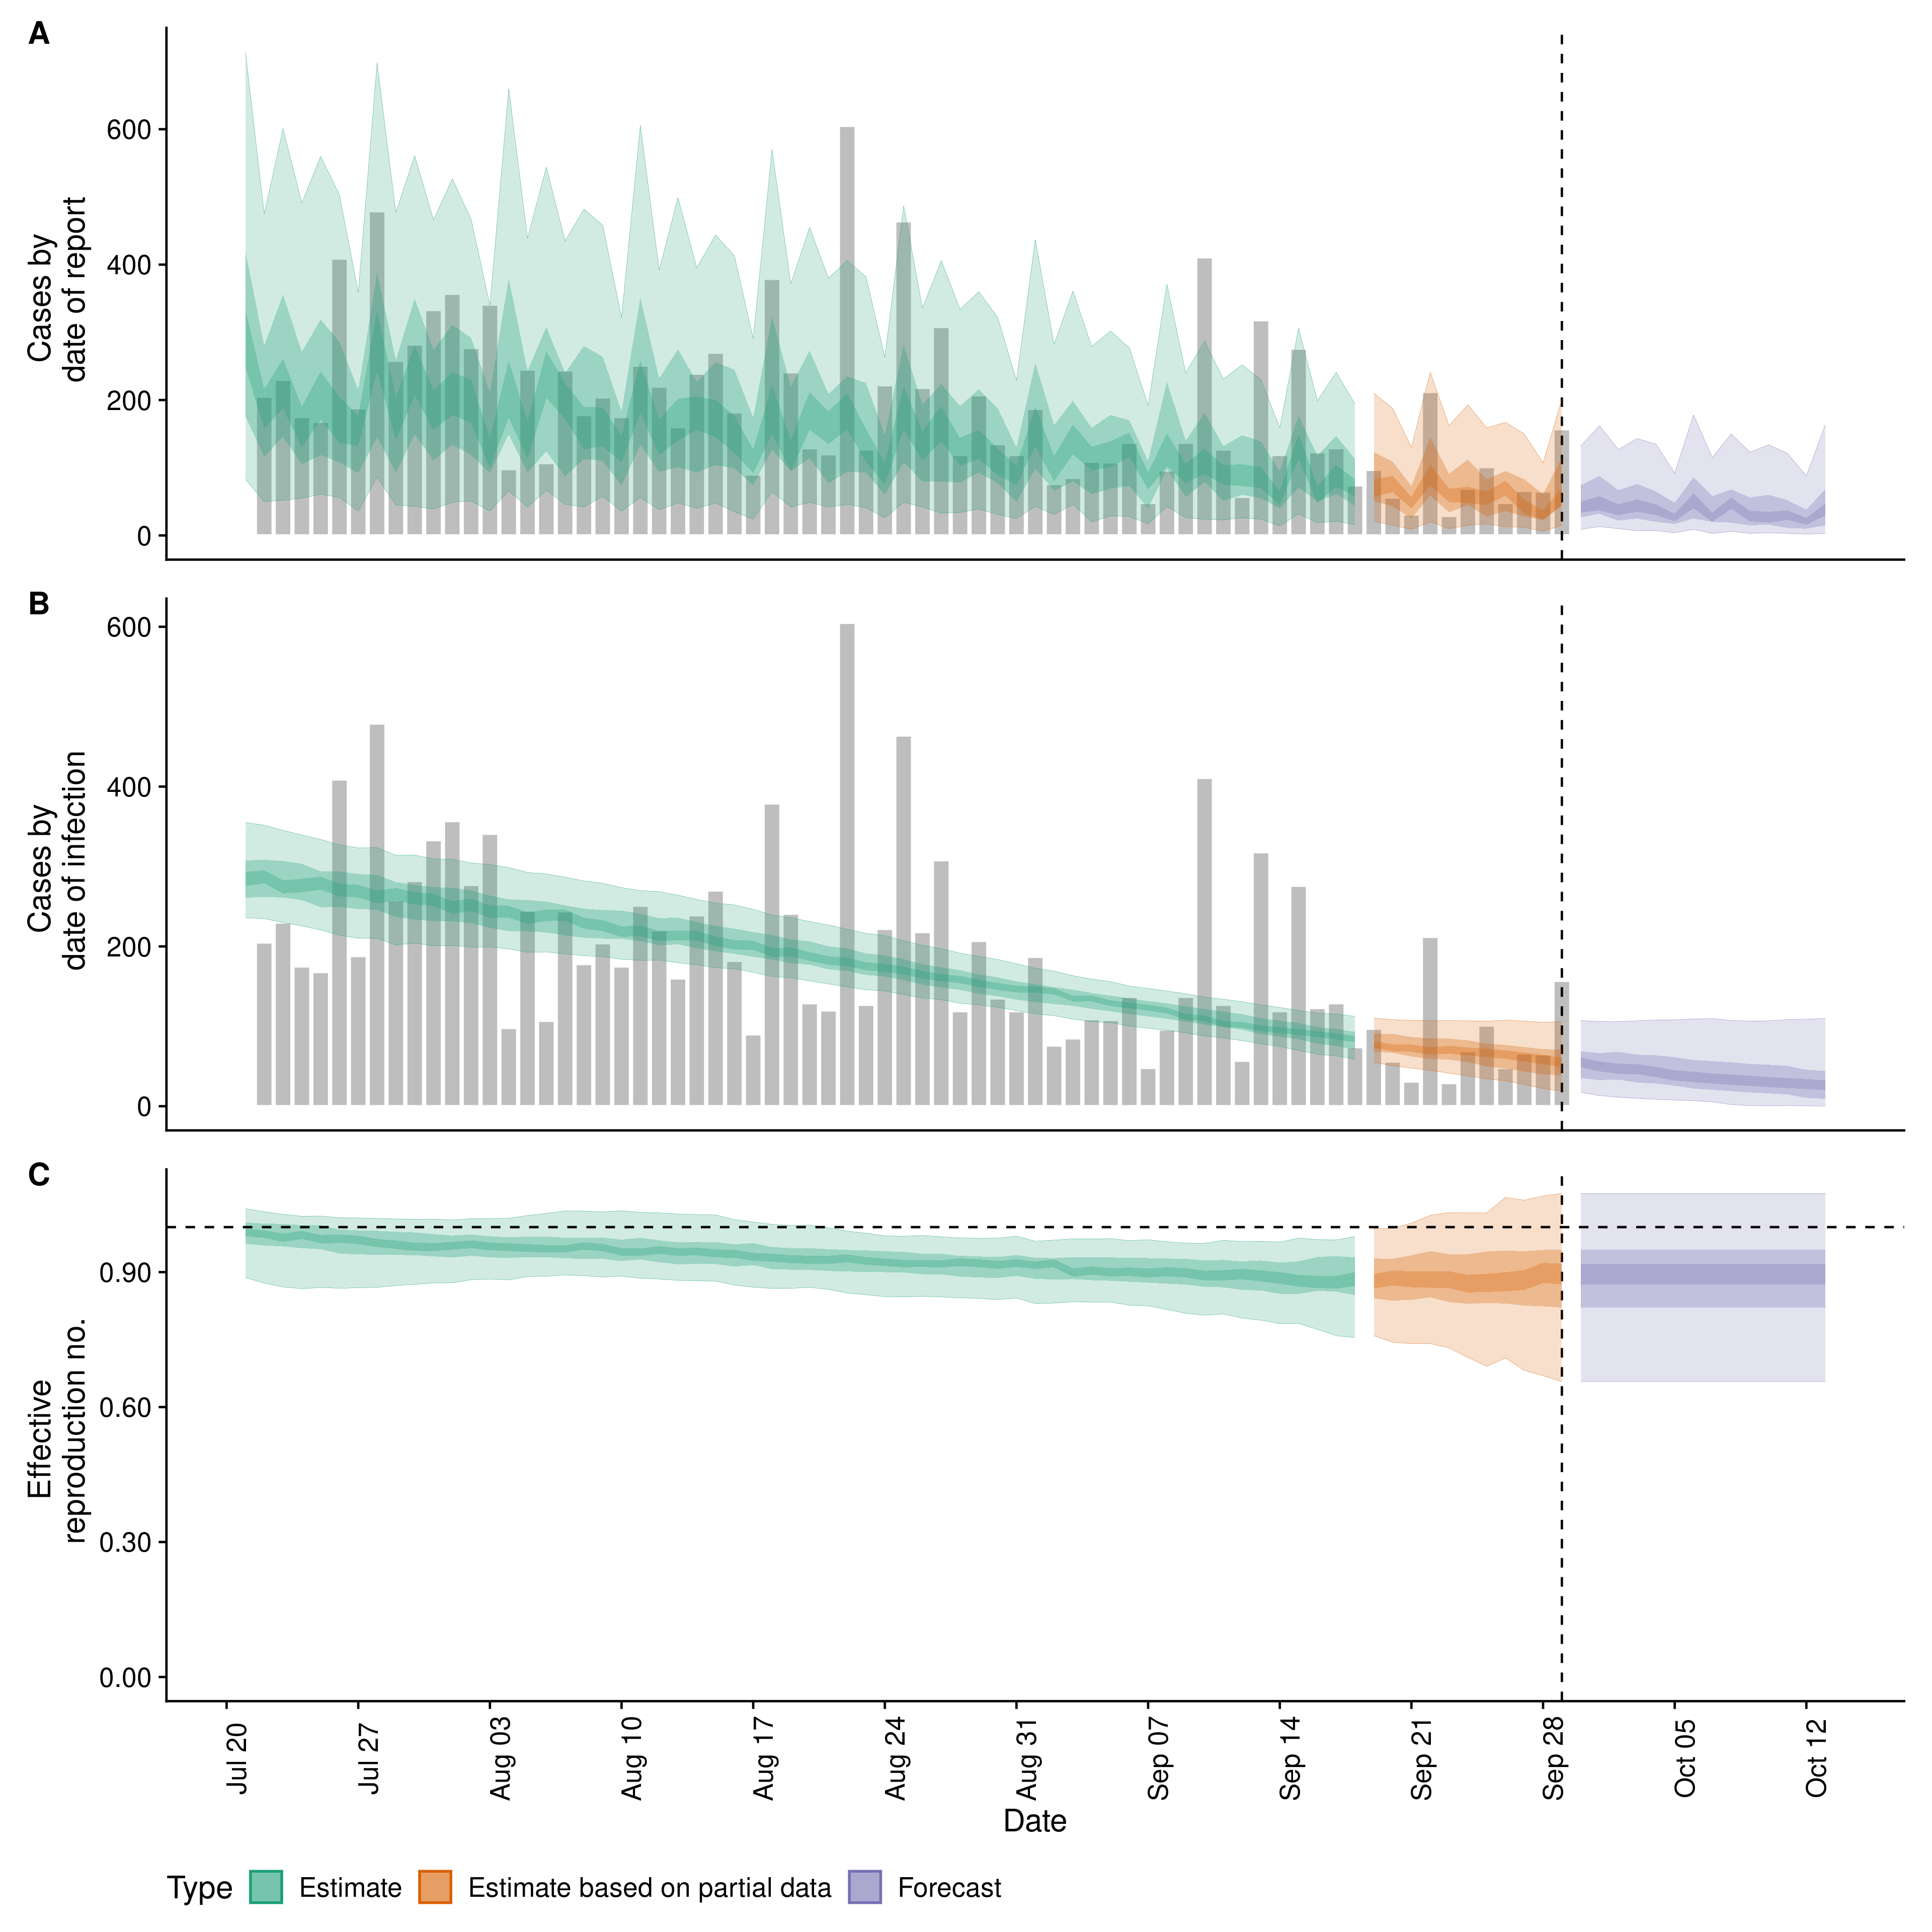 A
600
400
200
0
Cases by
date of report
B
600
400
200
0
Cases by
date of infection
C
0.90
0.60
0.30
0.00
Effective
reproduction no.
Jul 20
Jul 27
Aug 03
Aug 10
Aug 17
Aug 24
Aug 31
Sep 07
Sep 14
Sep 21
Sep 28
Oct 05
Oct 12
Date
Type Estimate Estimate based on partial data Forecast